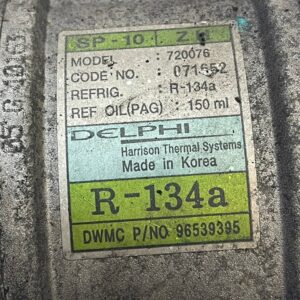 SP-10
MODEL : 720076
CODE NO. : 071552
REFRIG. : R-134a
REF OIL(PAG) : 150 ml
DELPHI
Harrison Thermal Systems
Made in Korea
R-134a
DWMC P/NO 96539395